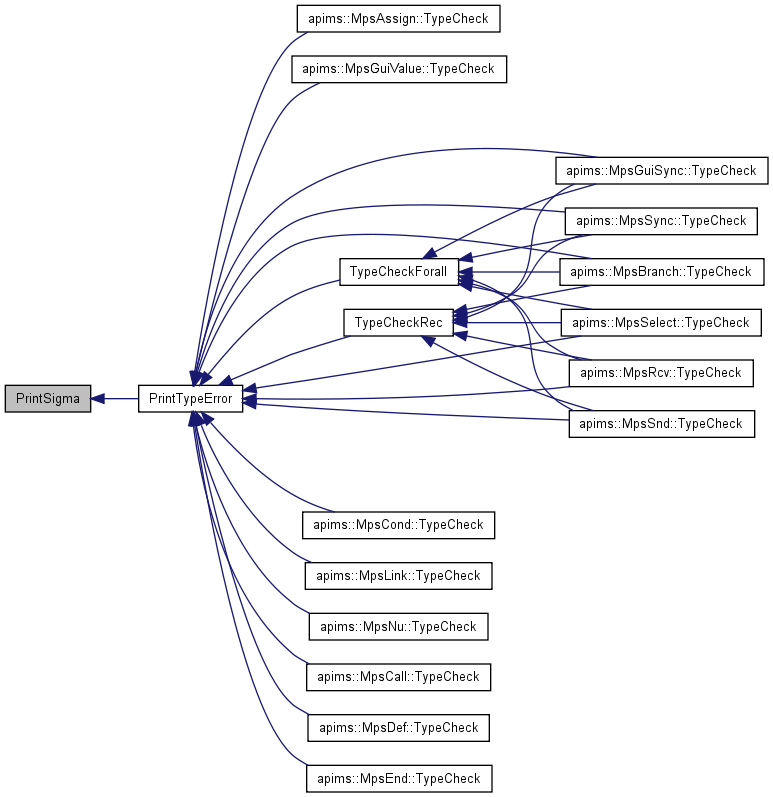 apims::MpsAssign::TypeCheck
apims::MpsGuiValue::TypeCheck
apims::MpsGuiSync::TypeCheck
apims::MpsSync::TypeCheck
TypeCheckForall
apims::MpsBranch::TypeCheck
TypeCheckRec
apims::MpsSelect::TypeCheck
apims::MpsRcv::TypeCheck
PrintSigma
PrintTypeError
apims::MpsSnd::TypeCheck
apims::MpsCond::TypeCheck
apims::MpsLink::TypeCheck
apims::MpsNu::TypeCheck
apims::MpsCall::TypeCheck
apims::MpsDef::TypeCheck
apims::MpsEnd::TypeCheck